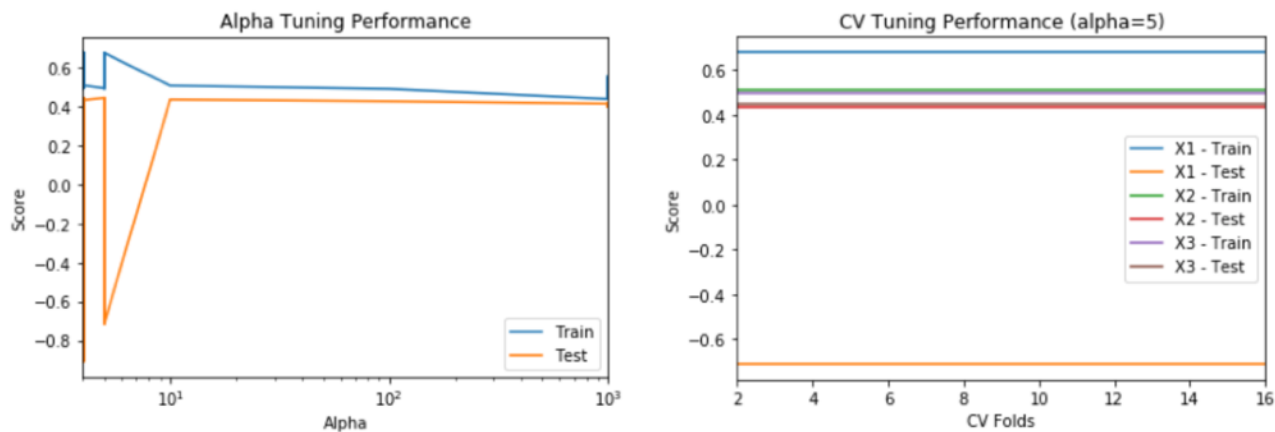 Alpha Tuning Performance
Score
0.6
0.4
0.2
0.0
−0.2
−0.4
−0.6
−0.8
10¹
10²
10³
Alpha
Train
Test
CV Tuning Performance (alpha=5)
Score
0.6
0.4
0.2
0.0
−0.2
−0.4
−0.6
2 4 6 8 10 12 14 16
CV Folds
X1 - Train
X1 - Test
X2 - Train
X2 - Test
X3 - Train
X3 - Test